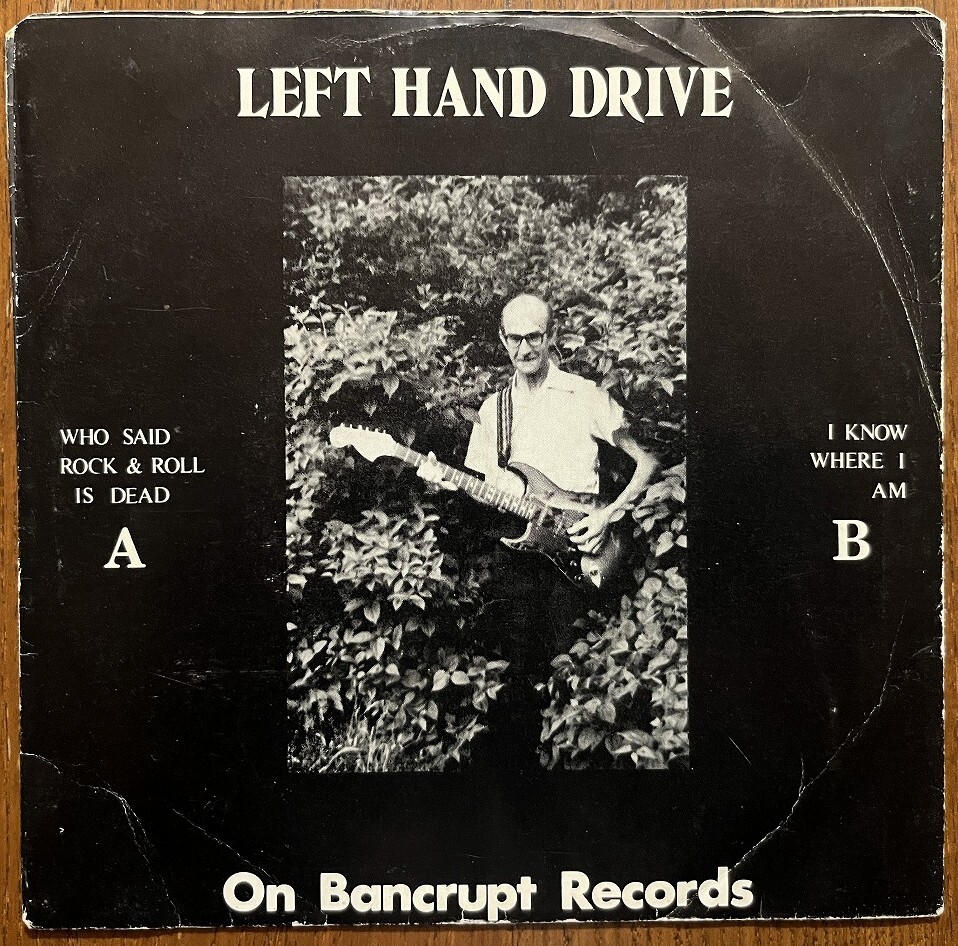 LEFT HAND DRIVE
WHO SAID
ROCK & ROLL
IS DEAD
A
I KNOW
WHERE I
AM
B
On Bancrupt Records